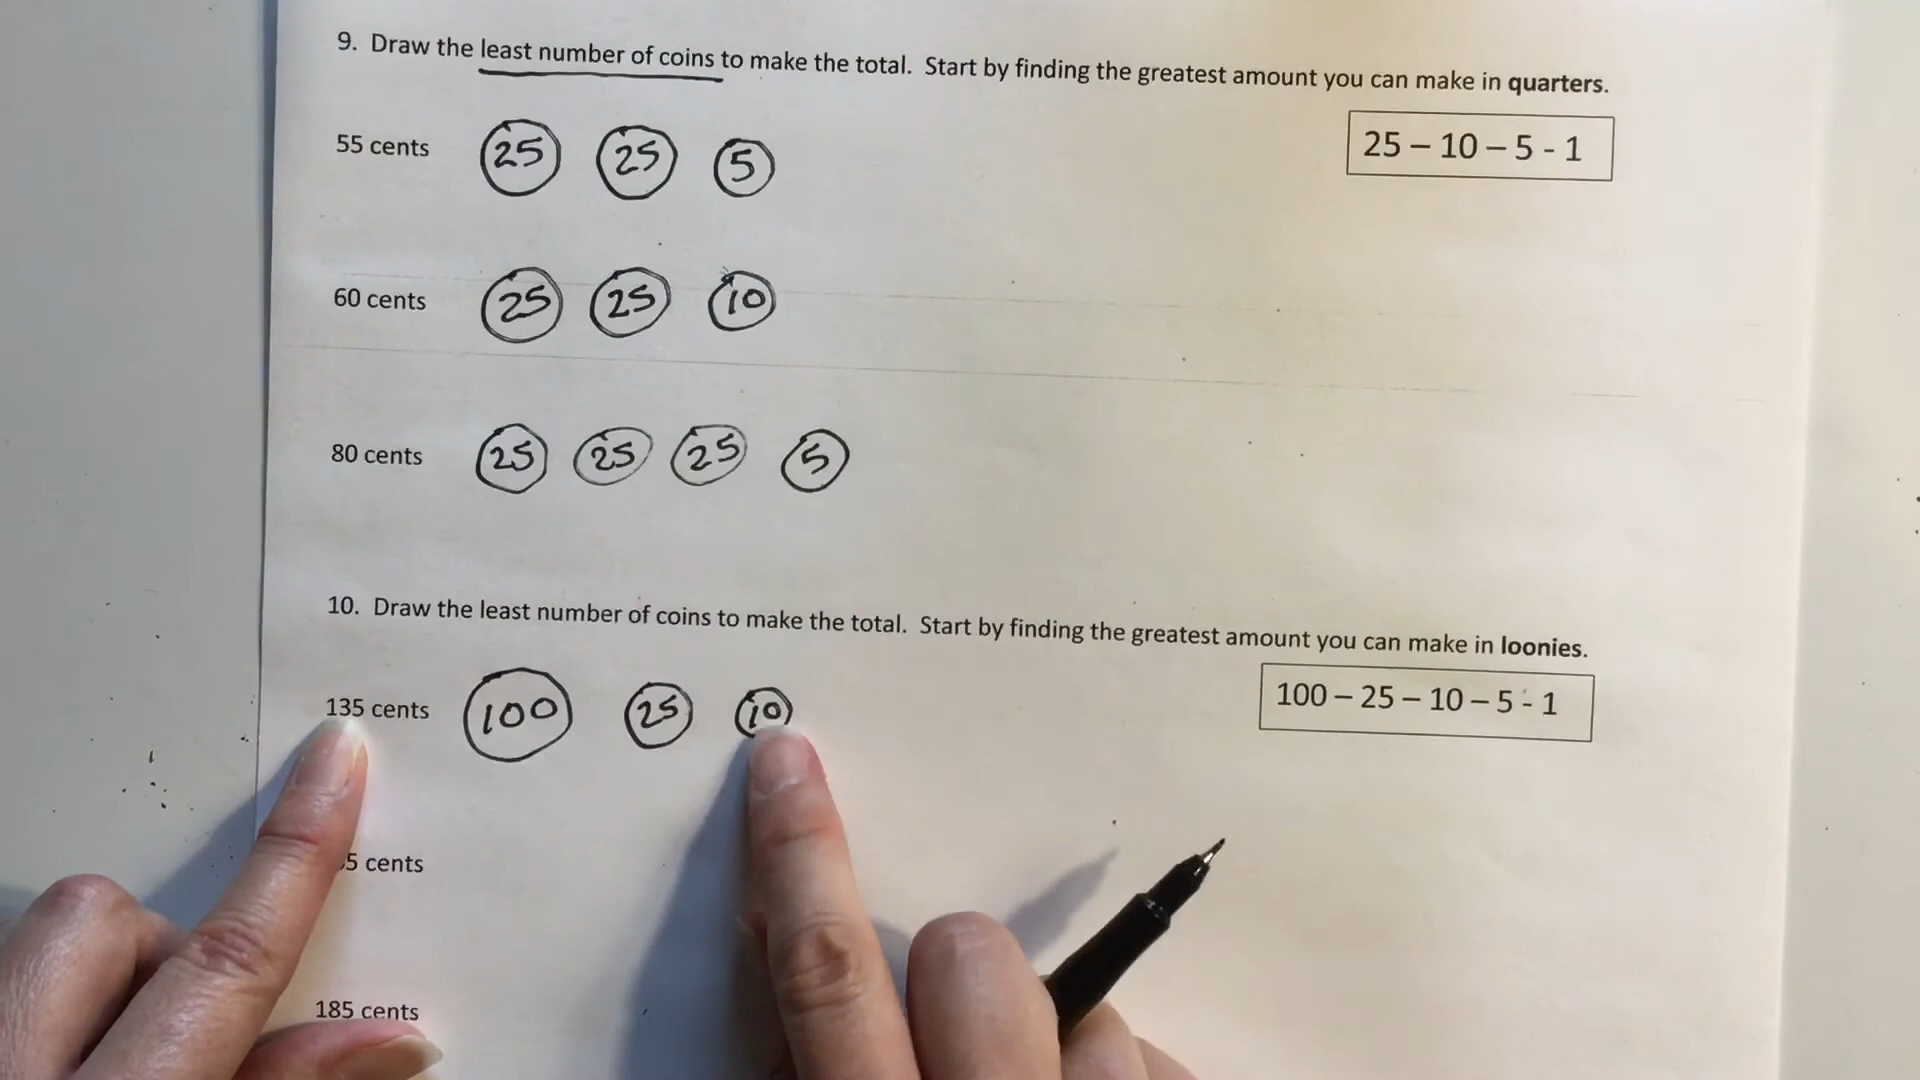 9. Draw the least number of coins to make the total. Start by finding the greatest amount you can make in quarters.
25 – 10 – 5 - 1
55 cents 25 25 5
60 cents 25 25 10
80 cents 25 25 25 5
10. Draw the least number of coins to make the total. Start by finding the greatest amount you can make in loonies.
100 – 25 – 10 – 5 - 1
135 cents 100 25 10
cents
185 cents